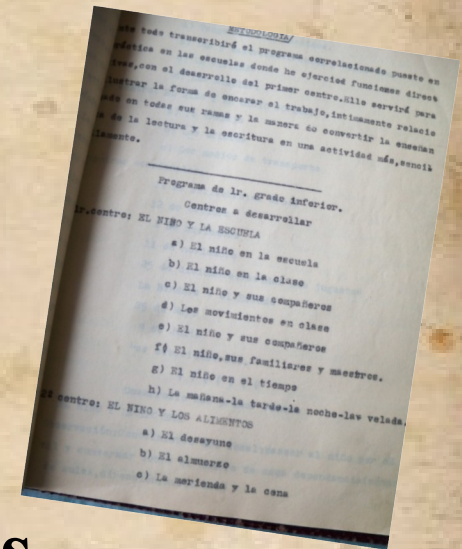 METODOLOGIA
nte todo transcribiré el programa correlacionado puesto en
práctica en las escuelas donde he ejercido funciones direct
ivas,con el desarrollo del primer centro.Ello servirá para
lustrar la forma de encarar el trabajo,intimamente relacio
nado en todas sus ramas y la manera de convertir la enseñan
a de la lectura y la escritura en una actividad más,sencil
lamente.
Programa de 1r. grado inferior.
Centros a desarrollar
1r.centro; EL NIÑO Y LA ESCUELA
a) El niño en la escuela
b) El niño en la clase
c) El niño y sus compañeros
d) Los movimientos en clase
e) El niño y sus compañeros
f) El niño,sus familiares y maestros.
g) El niño en el tiempo
h) La mañana-la tarde-la noche-las velada.
2º centro; EL NIÑO Y LOS ALIMENTOS
a) El desayuno
b) El almuerzo
c) La merienda y la cena
s